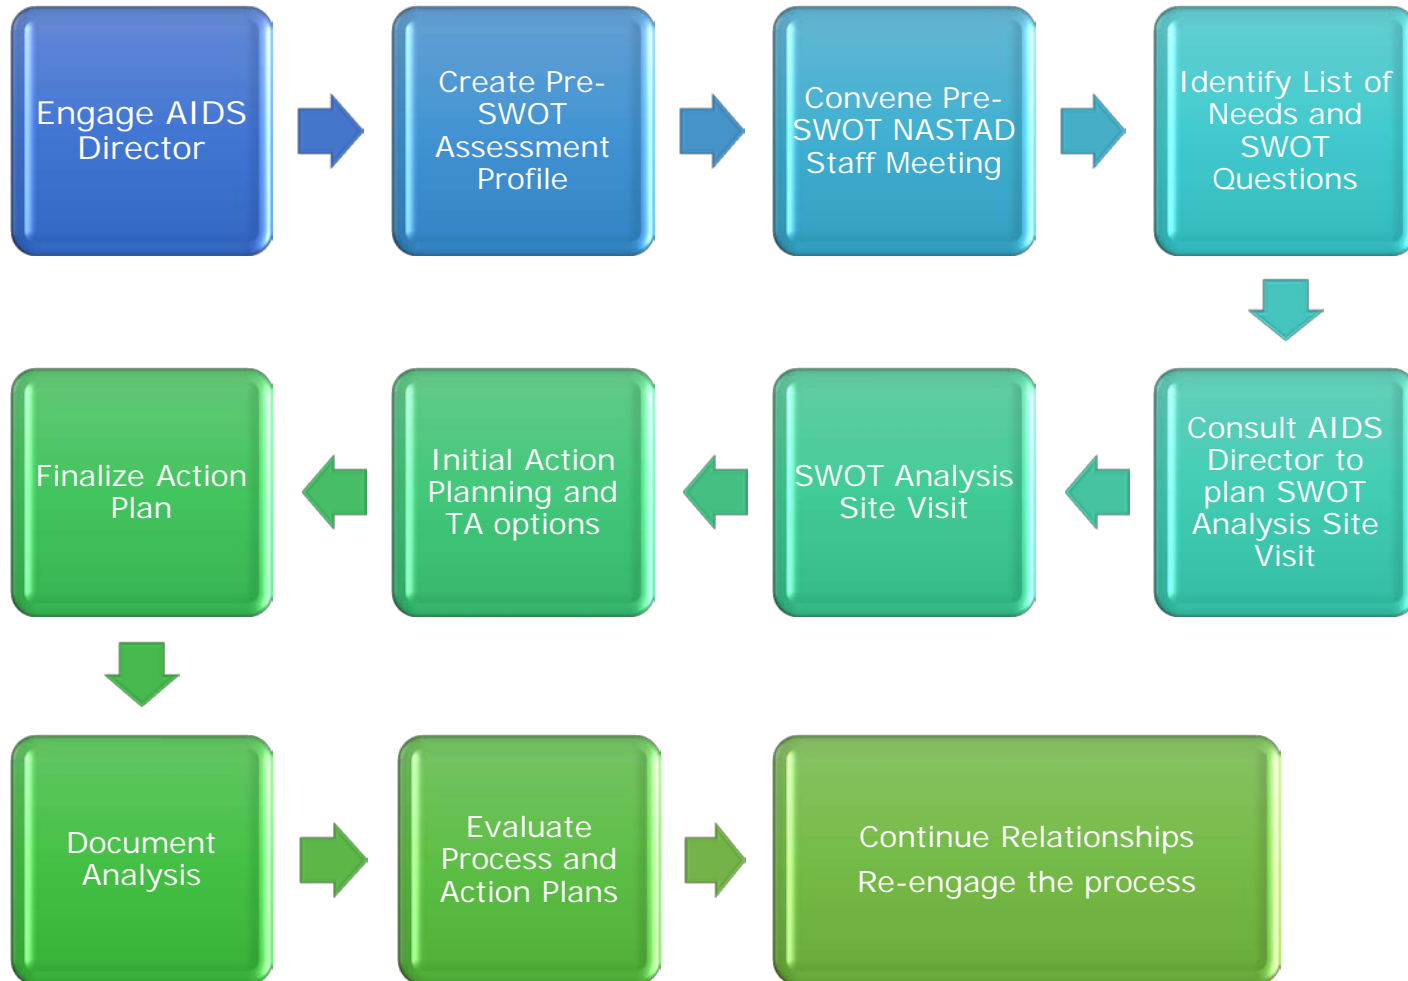 Engage AIDS
Director
Create Pre-
SWOT
Assessment
Profile
Convene Pre-
SWOT NASTAD
Staff Meeting
Identify List of
Needs and
SWOT
Questions
Consult AIDS
Director to
plan SWOT
Analysis Site
Visit
SWOT Analysis
Site Visit
Initial Action
Planning and
TA options
Finalize Action
Plan
Document
Analysis
Evaluate
Process and
Action Plans
Continue Relationships
Re-engage the process